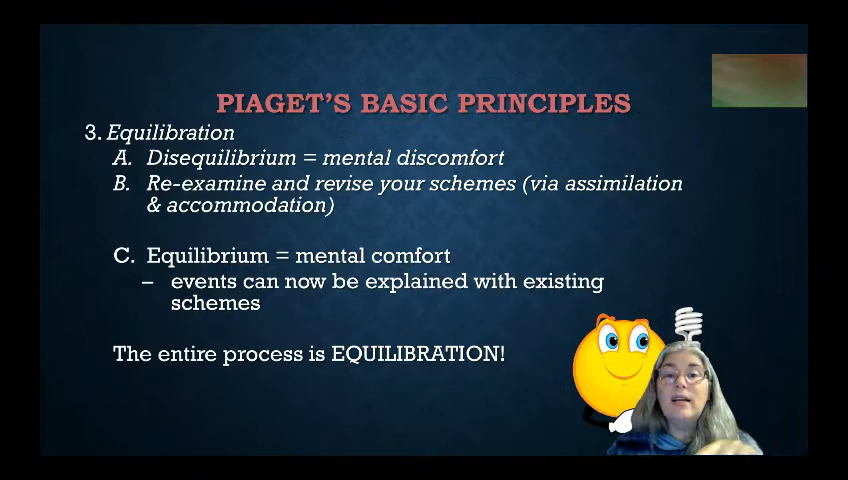 PIAGET'S BASIC PRINCIPLES
3. Equilibration
A. Disequilibrium = mental discomfort
B. Re-examine and revise your schemes (via assimilation
& accommodation)
C. Equilibrium = mental comfort
– events can now be explained with existing
schemes
The entire process is EQUILIBRATION!